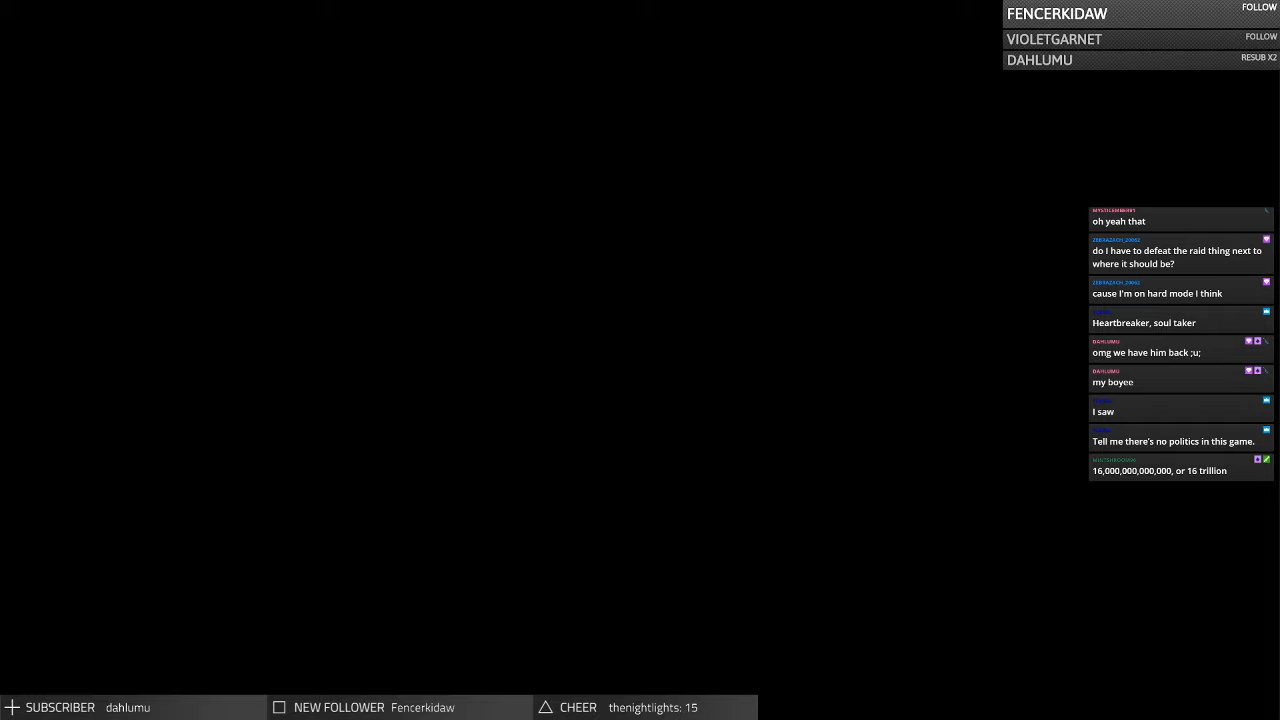 FENCERKIDAW FOLLOW
VIOLETGARNET FOLLOW
DAHLUMU RESUB X2
oh yeah that
ZEBRAZACH_20062
do I have to defeat the raid thing next to
where it should be?
ZEBRAZACH_20062
cause I'm on hard mode I think
Heartbreaker, soul taker
DAHLUMU
omg we have him back ;u;
DAHLUMU
my boyee
I saw
Tell me there's no politics in this game.
16,000,000,000,000, or 16 trillion
SUBSCRIBER dahlumu
NEW FOLLOWER Fencerkidaw
CHEER thenightlights: 15